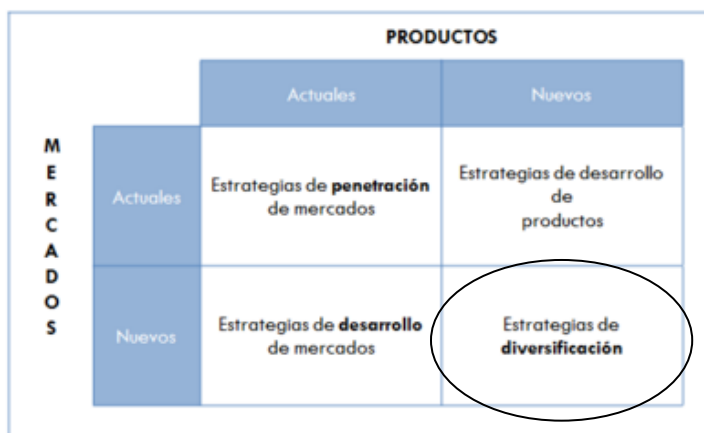 PRODUCTOS
Actuales
Nuevos
MERCADOS
Actuales
Estrategias de penetración
de mercados
Estrategias de desarrollo
de
productos
Nuevos
Estrategias de desarrollo
de mercados
Estrategias de
diversificación